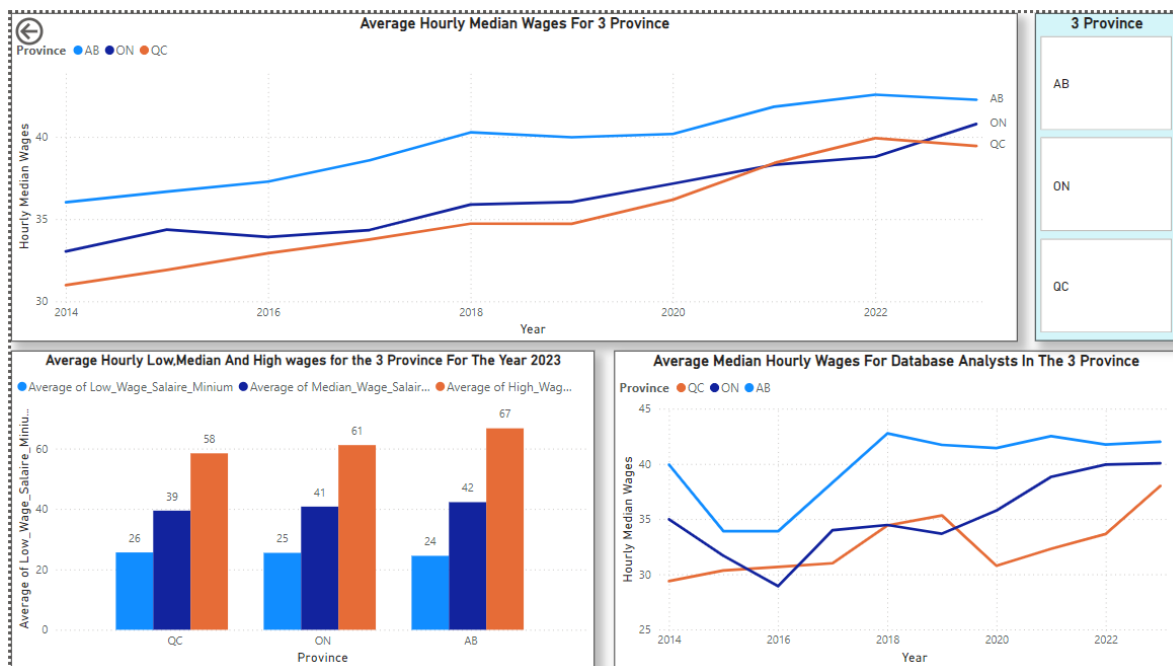 Average Hourly Median Wages For 3 Province
Province AB ON QC
Hourly Median Wages
40
35
30
AB
ON
QC
2014 2016 2018 2020 2022
Year
3 Province
AB
ON
QC
Average Hourly Low,Median And High wages for the 3 Province For The Year 2023
Average of Low_Wage_Salaire_Minium Average of Median_Wage_Salair... Average of High_Wag...
Average of Low_Wage_Salaire_Miniu...
60
40
20
0
26 39 58
25 41 61
24 42 67
QC ON AB
Province
Average Median Hourly Wages For Database Analysts In The 3 Province
Province QC ON AB
Hourly Median Wages
45
40
35
30
25
2014 2016 2018 2020 2022
Year